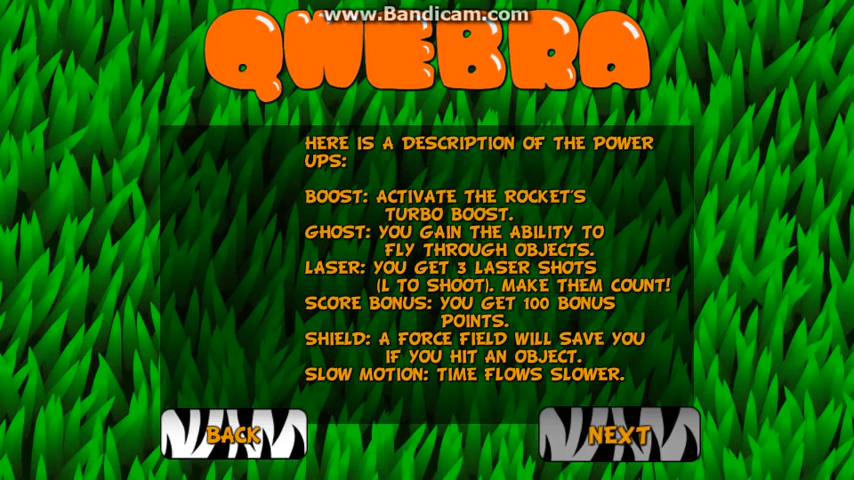 www.Bandicam.com
QWEBRA
HERE IS A DESCRIPTION OF THE POWER
UPS:
BOOST: ACTIVATE THE ROCKET'S
TURBO BOOST.
GHOST: YOU GAIN THE ABILITY TO
FLY THROUGH OBJECTS.
LASER: YOU GET 3 LASER SHOTS
(L TO SHOOT). MAKE THEM COUNT!
SCORE BONUS: YOU GET 100 BONUS
POINTS.
SHIELD: A FORCE FIELD WILL SAVE YOU
IF YOU HIT AN OBJECT.
SLOW MOTION: TIME FLOWS SLOWER.
BACK
NEXT